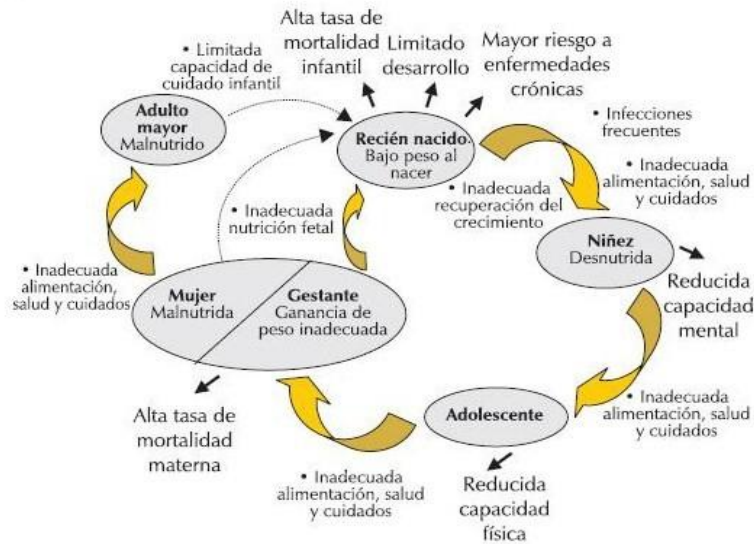 Alta tasa de
mortalidad
infantil
Limitado
desarrollo
Mayor riesgo a
enfermedades
crónicas
• Limitada
capacidad de
cuidado infantil
Adulto
mayor
Malnutrido
Recién nacido
Bajo peso al
nacer
• Infecciones
frecuentes
• Inadecuada
alimentación, salud
y cuidados
• Inadecuada
recuperación del
crecimiento
• Inadecuada
nutrición fetal
Niñez
Desnutrida
• Inadecuada
alimentación,
salud y cuidados
Mujer
Malnutrida
Gestante
Ganancia de
peso inadecuada
Reducida
capacidad
mental
Alta tasa de
mortalidad
materna
Adolescente
• Inadecuada
alimentación, salud
y cuidados
• Inadecuada
alimentación, salud
y cuidados
Reducida
capacidad
física